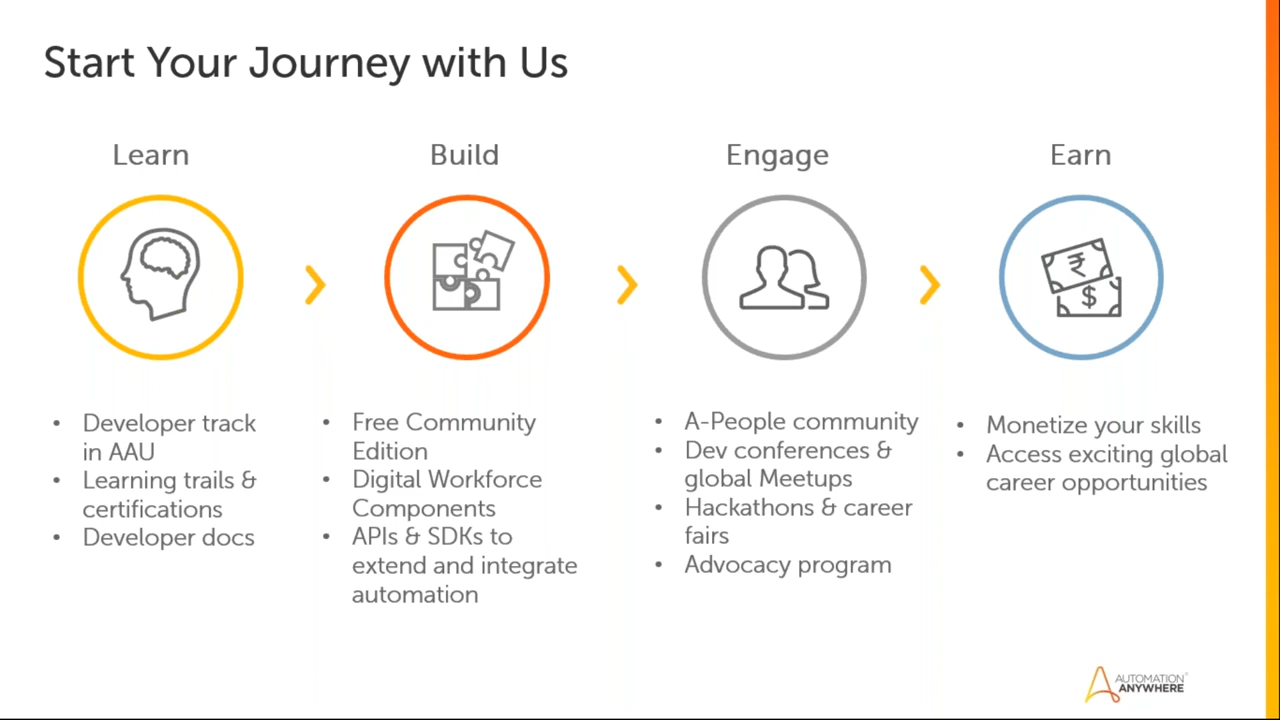 Start Your Journey with Us
Learn
Build
Engage
Earn
₹
$
• Developer track
in AAU
• Learning trails &
certifications
• Developer docs
• Free Community
Edition
• Digital Workforce
Components
• APIs & SDKs to
extend and integrate
automation
• A-People community
• Dev conferences &
global Meetups
• Hackathons & career
fairs
• Advocacy program
• Monetize your skills
• Access exciting global
career opportunities
AUTOMATION
ANYWHERE